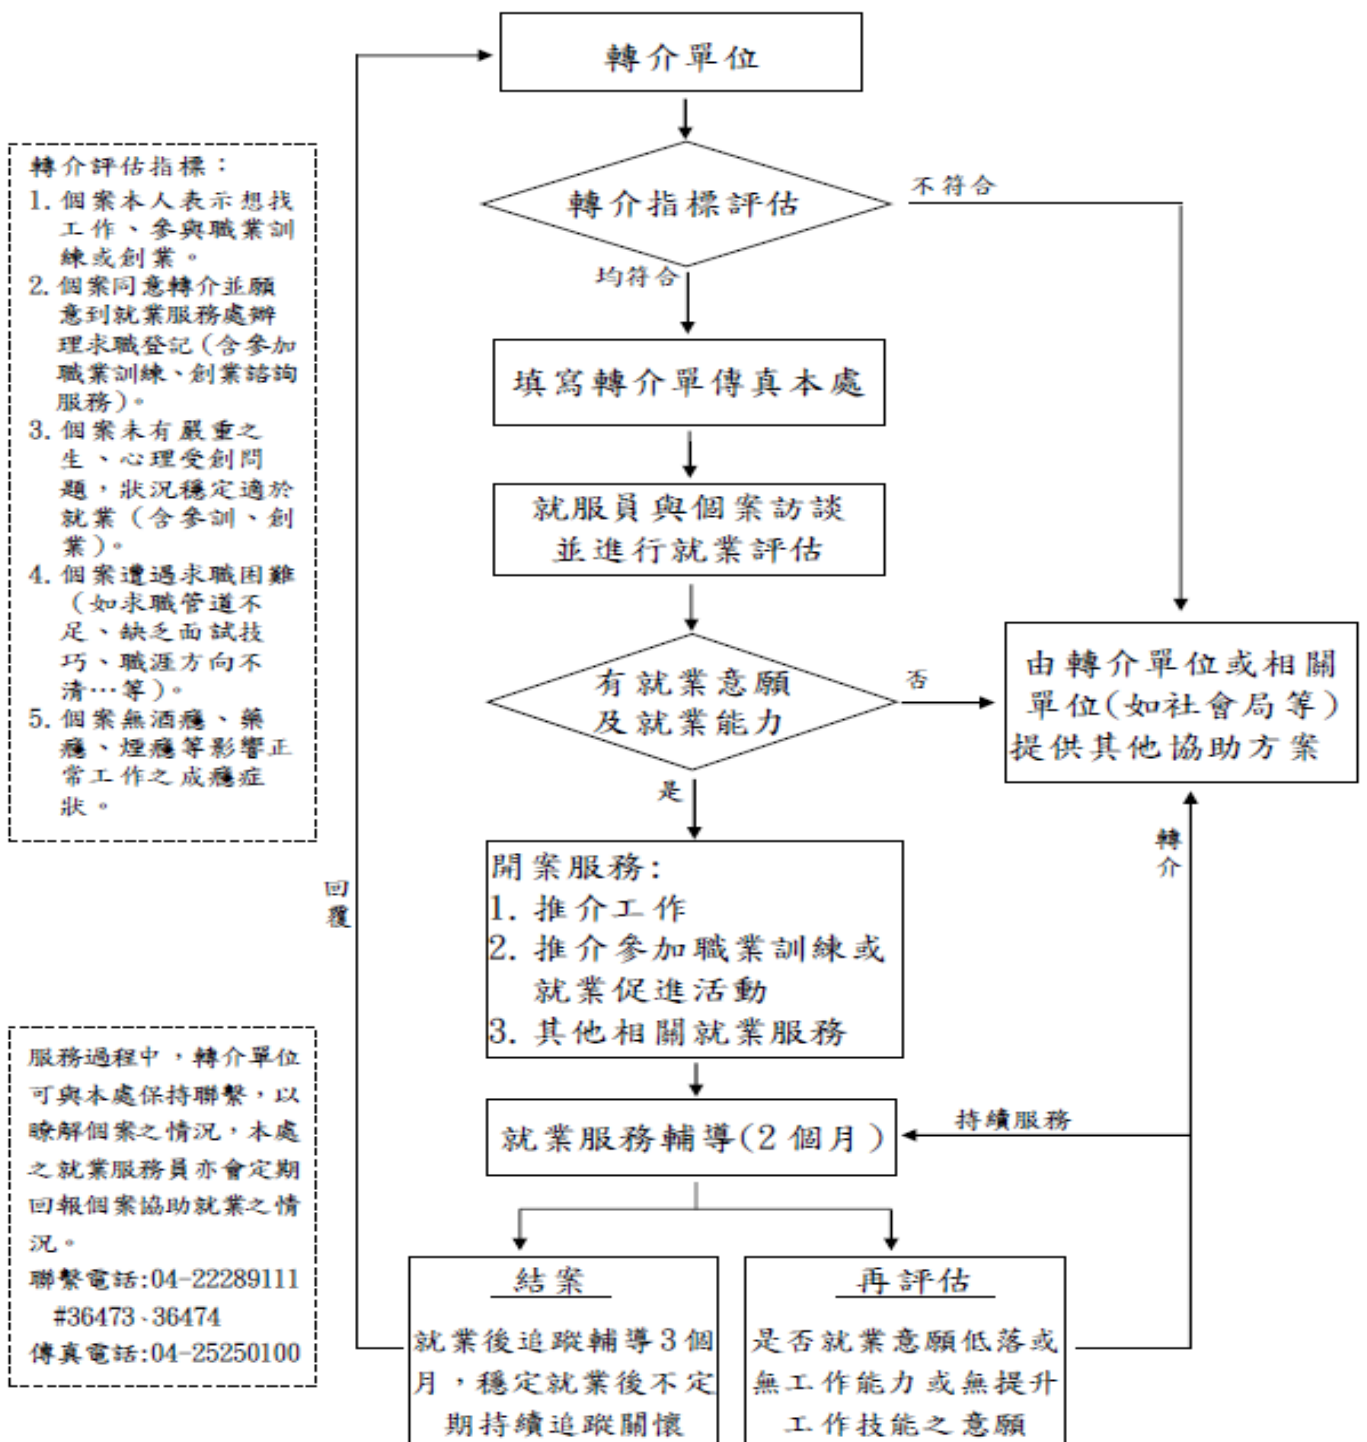 轉介單位
轉介指標評估
不符合
均符合
填寫轉介單傳真本處
就服員與個案訪談
並進行就業評估
有就業意願
及就業能力
否
是
由轉介單位或相關
單位(如社會局等)
提供其他協助方案
開案服務:
1. 推介工作
2. 推介參加職業訓練或
就業促進活動
3. 其他相關就業服務
就業服務輔導(2個月)
持續服務
轉
介
回
覆
結案
就業後追蹤輔導3個
月，穩定就業後不定
期持續追蹤關懷
再評估
是否就業意願低落或
無工作能力或無提升
工作技能之意願
轉介評估指標：
1. 個案本人表示想找
工作、參與職業訓
練或創業。
2. 個案同意轉介並願
意到就業服務處辦
理求職登記(含參加
職業訓練、創業諮詢
服務)。
3. 個案未有嚴重之
生、心理受創問
題，狀況穩定適於
就業(含參訓、創
業)。
4. 個案遭遇求職困難
(如求職管道不
足、缺乏面試技
巧、職涯方向不
清…等)。
5. 個案無酒癮、藥
癮、煙癮等影響正
常工作之成癮症
狀。
服務過程中，轉介單位
可與本處保持聯繫，以
瞭解個案之情況，本處
之就業服務員亦會定期
回報個案協助就業之情
況。
聯繫電話:04-22289111
#36473、36474
傳真電話:04-25250100